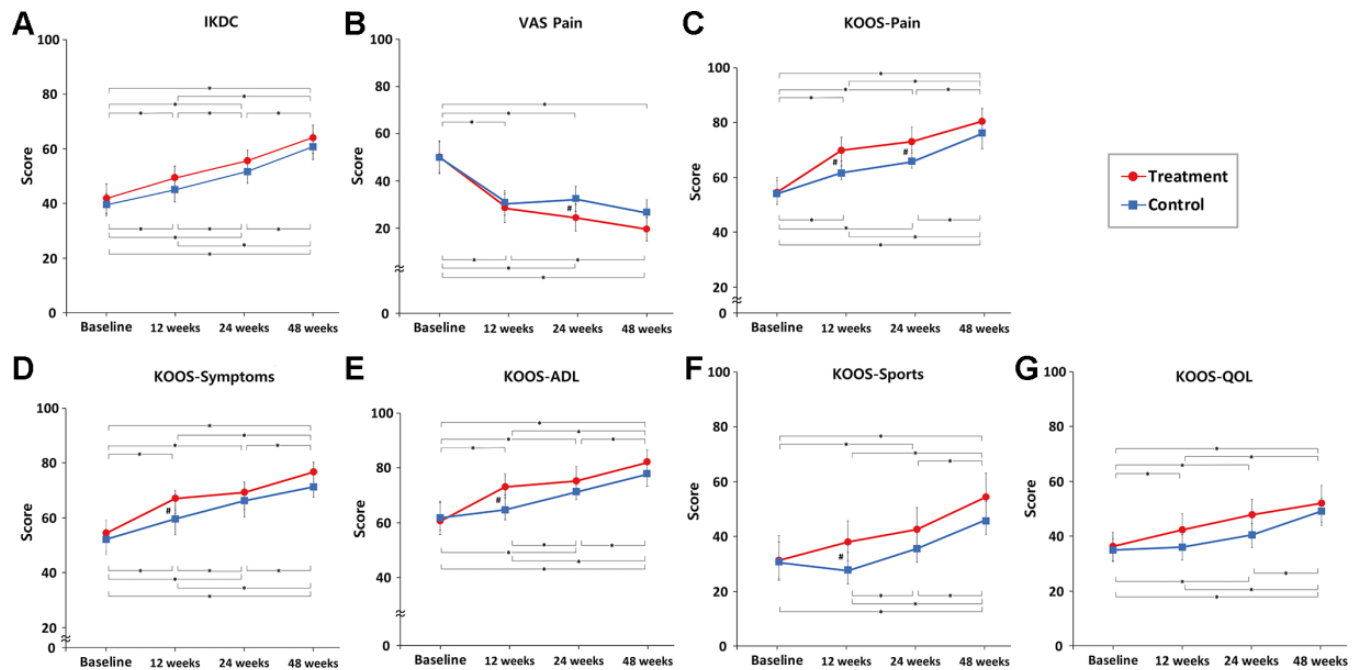 A
IKDC
Score
100
80
60
40
20
0
Baseline
12 weeks
24 weeks
48 weeks
B
VAS Pain
Score
100
80
60
40
20
0
#
Baseline
12 weeks
24 weeks
48 weeks
C
KOOS-Pain
Score
100
80
60
40
20
0
#
#
Baseline
12 weeks
24 weeks
48 weeks
Treatment
Control
D
KOOS-Symptoms
Score
100
80
60
40
20
0
#
Baseline
12 weeks
24 weeks
48 weeks
E
KOOS-ADL
Score
100
80
60
40
0
#
Baseline
12 weeks
24 weeks
48 weeks
F
KOOS-Sports
Score
100
80
60
40
20
0
#
Baseline
12 weeks
24 weeks
48 weeks
G
KOOS-QOL
Score
100
80
60
40
20
0
Baseline
12 weeks
24 weeks
48 weeks